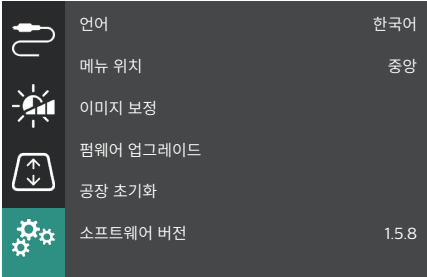 언어 한국어
메뉴 위치 중앙
이미지 보정
펌웨어 업그레이드
공장 초기화
소프트웨어 버전 1.5.8